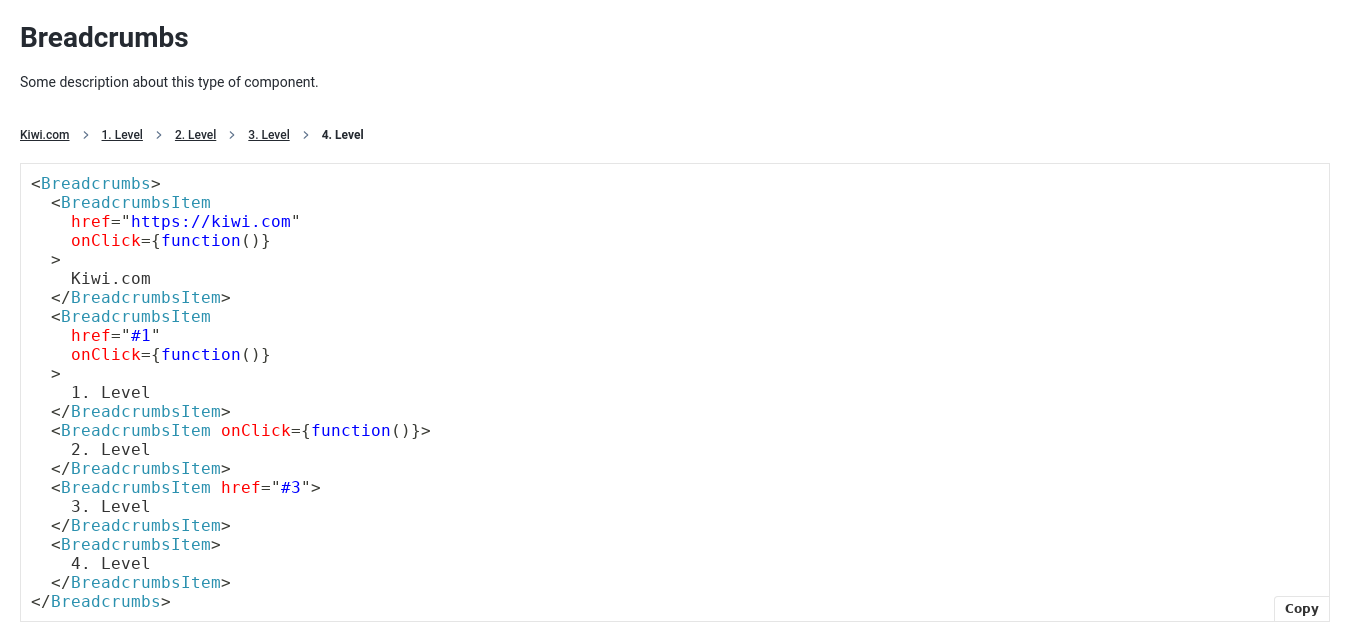 Breadcrumbs
Some description about this type of component.
Kiwi.com > 1. Level > 2. Level > 3. Level > 4. Level
<Breadcrumbs>
  <BreadcrumbsItem
    href="https://kiwi.com"
    onClick={function()}
  >
    Kiwi.com
  </BreadcrumbsItem>
  <BreadcrumbsItem
    href="#1"
    onClick={function()}
  >
    1. Level
  </BreadcrumbsItem>
  <BreadcrumbsItem onClick={function()}>
    2. Level
  </BreadcrumbsItem>
  <BreadcrumbsItem href="#3">
    3. Level
  </BreadcrumbsItem>
  <BreadcrumbsItem>
    4. Level
  </BreadcrumbsItem>
</Breadcrumbs>
Copy